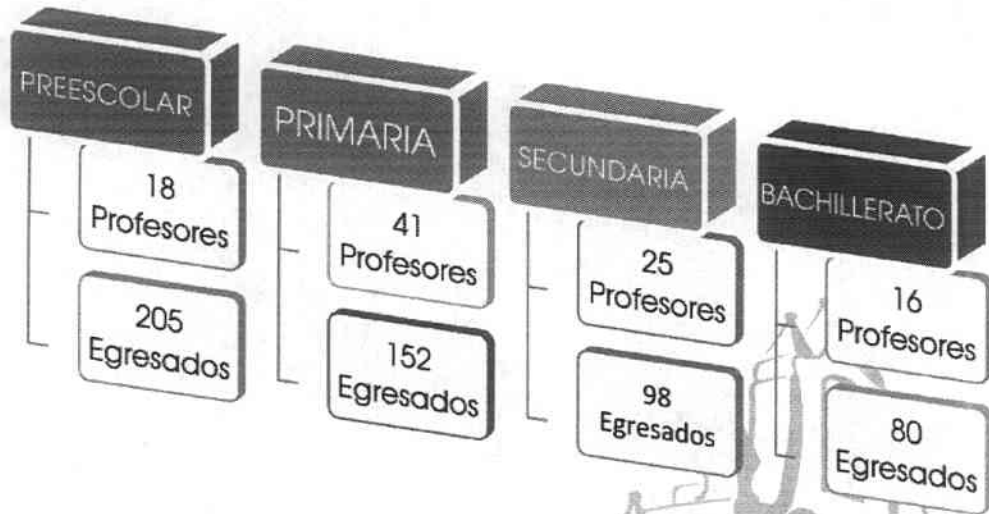 PREESCOLAR
18
Profesores
205
Egresados
PRIMARIA
41
Profesores
152
Egresados
SECUNDARIA
25
Profesores
98
Egresados
BACHILLERATO
16
Profesores
80
Egresados